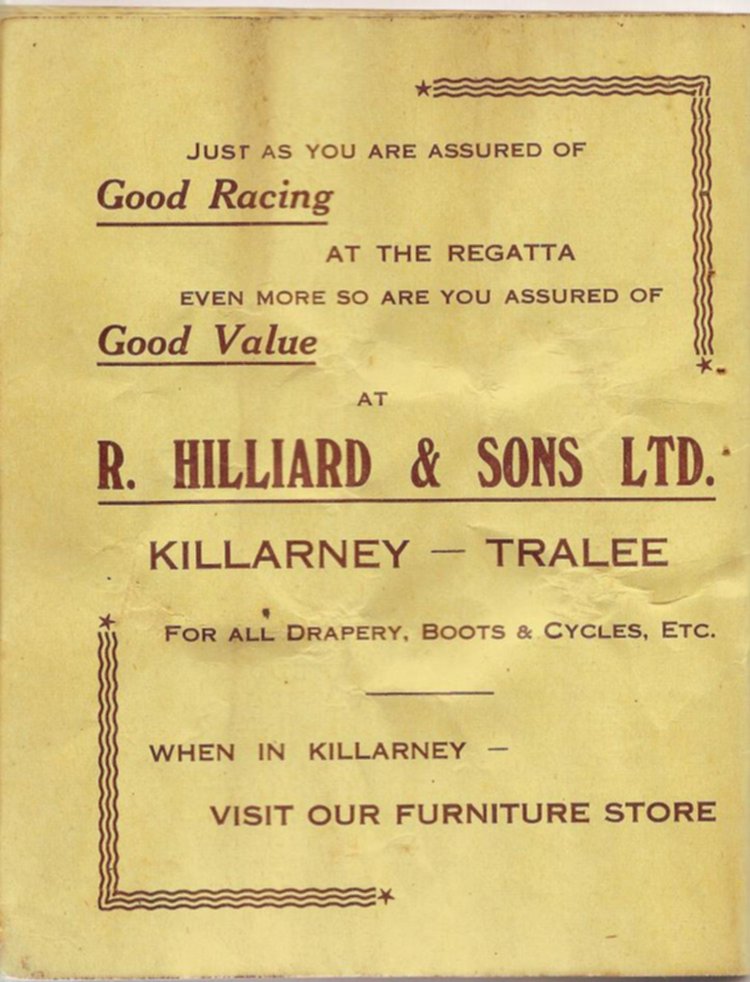 JUST AS YOU ARE ASSURED OF
Good Racing
AT THE REGATTA
EVEN MORE SO ARE YOU ASSURED OF
Good Value
AT
R. HILLIARD & SONS LTD.
KILLARNEY — TRALEE
FOR ALL DRAPERY, BOOTS & CYCLES, ETC.
WHEN IN KILLARNEY —
VISIT OUR FURNITURE STORE